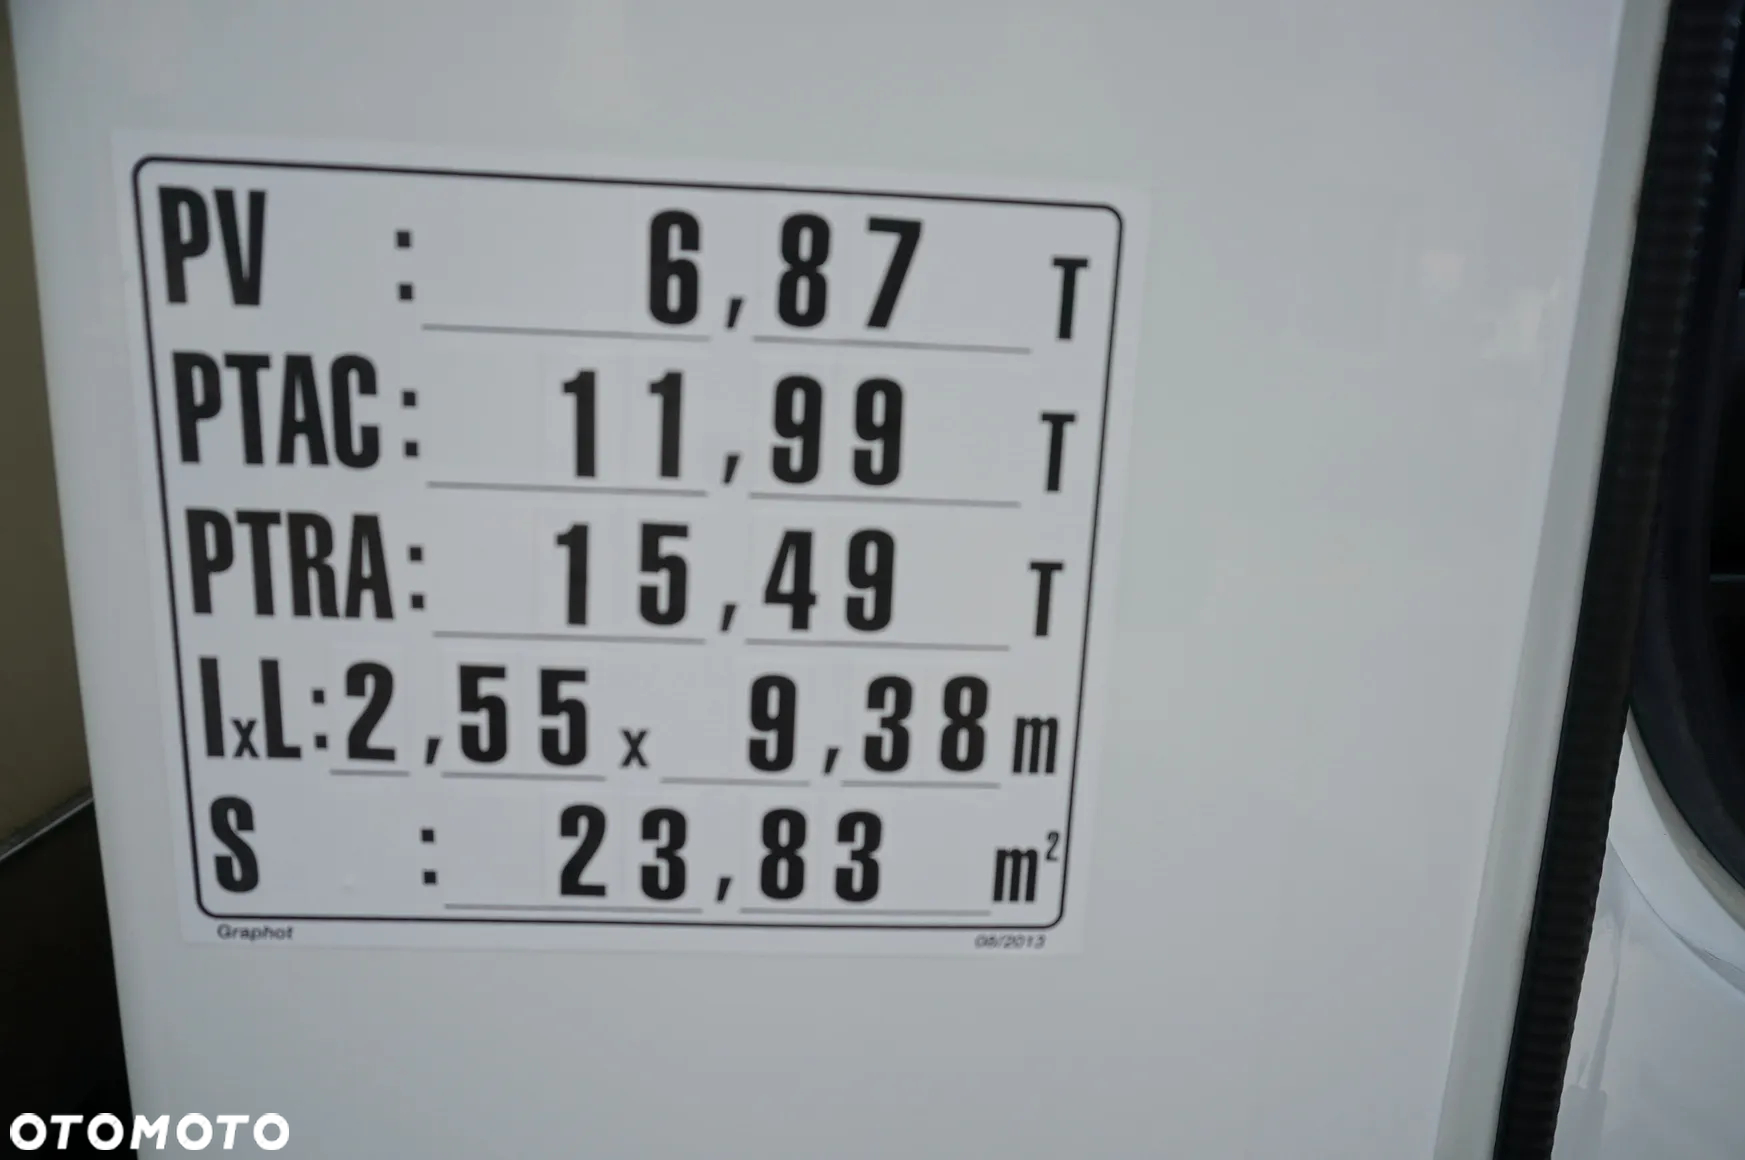 PV : 6,87 T
PTAC : 11,99 T
PTRA : 15,49 T
lxL : 2,55 x 9,38 m
S : 23,83 m²
Graphot 06/2013
OTOMOTO